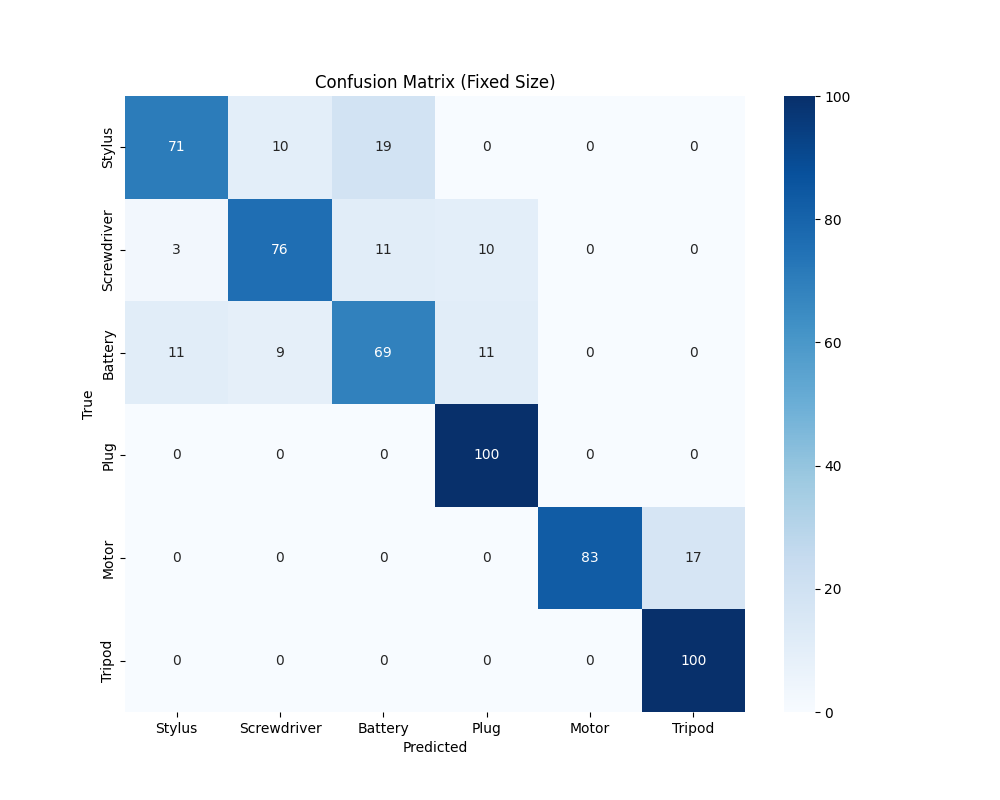 Confusion Matrix (Fixed Size)
Stylus 71 10 19 0 0 0
Screwdriver 3 76 11 10 0 0
Battery 11 9 69 11 0 0
Plug 0 0 0 100 0 0
Motor 0 0 0 0 83 17
Tripod 0 0 0 0 0 100
True
Stylus Screwdriver Battery Plug Motor Tripod
Predicted
100
80
60
40
20
0